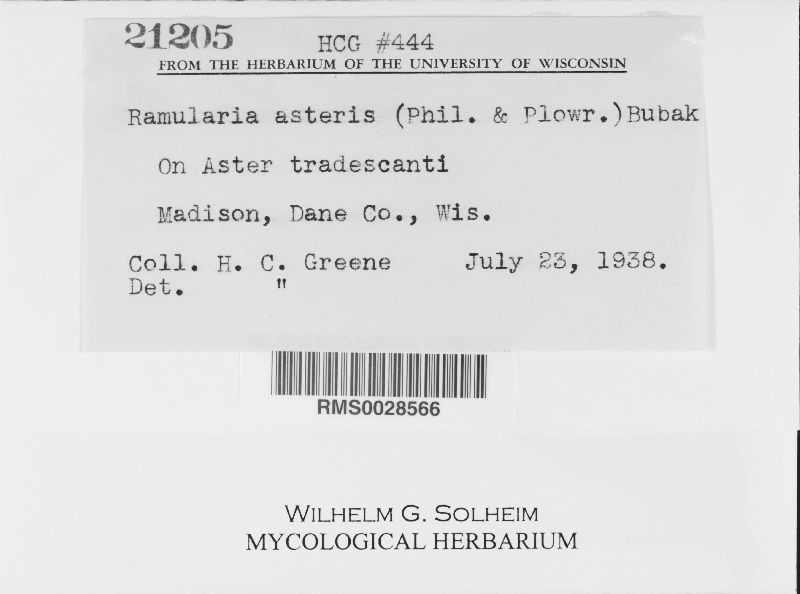 21205 HCG #444
FROM THE HERBARIUM OF THE UNIVERSITY OF WISCONSIN
Ramularia asteris (Phil. & Plowr.)Bubak
On Aster tradescanti
Madison, Dane Co., Wis.
Coll. H. C. Greene July 23, 1938.
Det. "
RMS0028566
WILHELM G. SOLHEIM
MYCOLOGICAL HERBARIUM